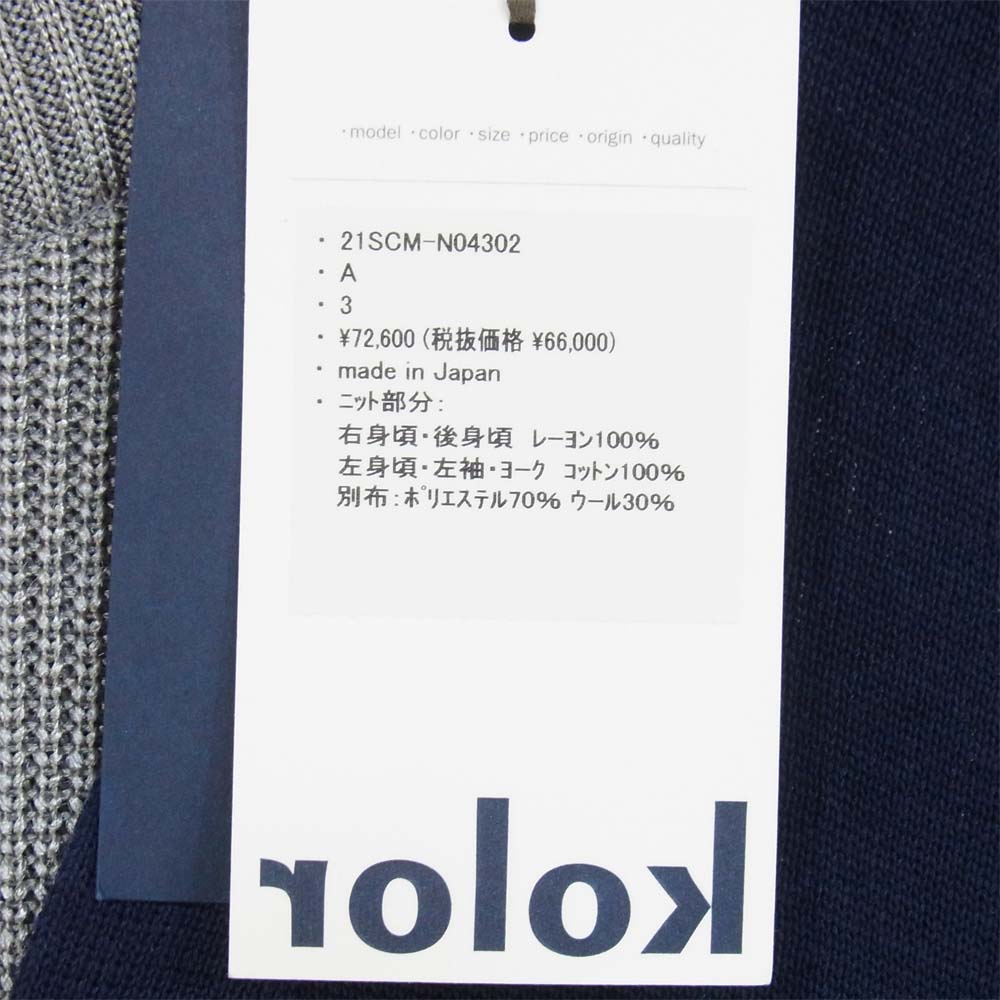 ・model ・color ・size ・price ・origin ・quality
・ 21SCM-N04302
・ A
・ 3
・ ¥72,600 (税抜価格 ¥66,000)
・ made in Japan
・ ニット部分：
右身頃・後身頃 レーヨン100%
左身頃・左袖・ヨーク コットン100%
別布：ポリエステル70% ウール30%
kolor